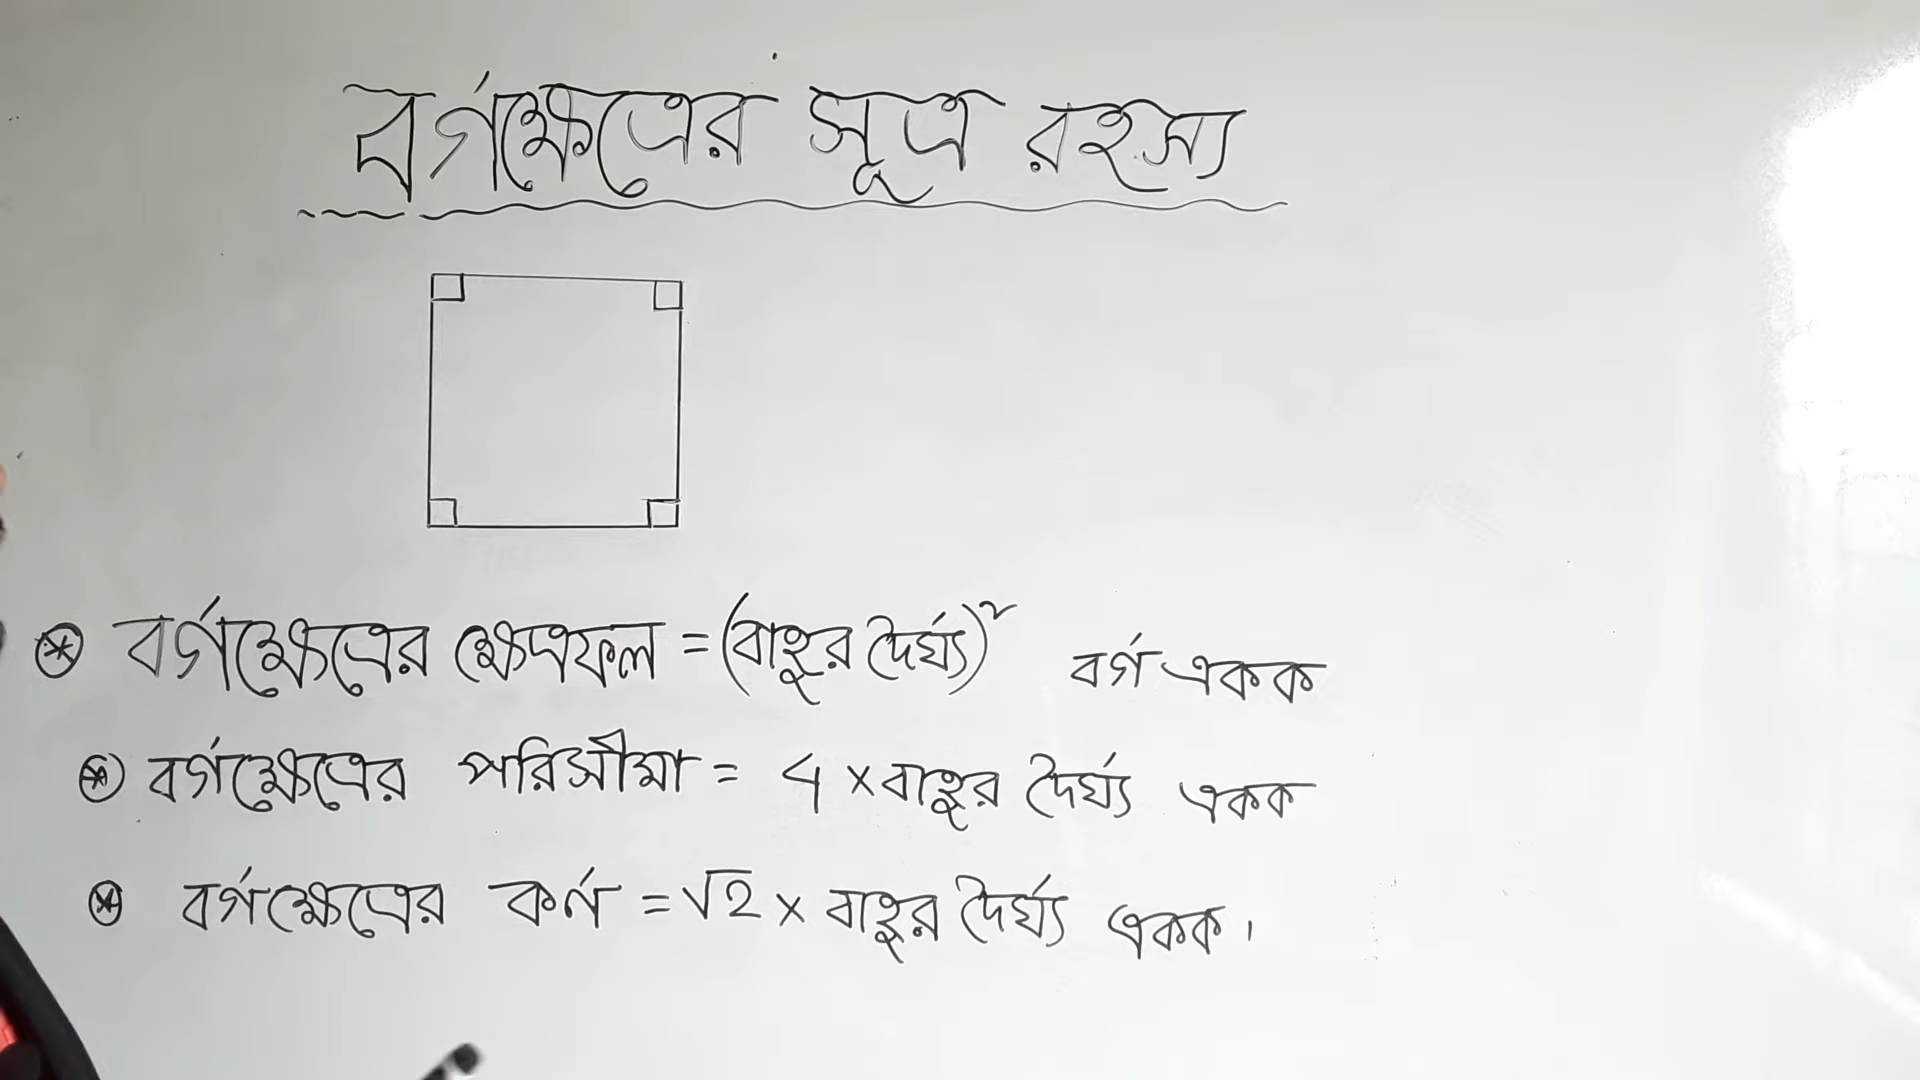 বর্গক্ষেত্রের সূত্র রহস্য
বর্গক্ষেত্রের ক্ষেত্রফল = (বাহুর দৈর্ঘ্য)² বর্গ একক
বর্গক্ষেত্রের পরিসীমা = 4 × বাহুর দৈর্ঘ্য একক
বর্গক্ষেত্রের কর্ণ = √2 × বাহুর দৈর্ঘ্য একক।